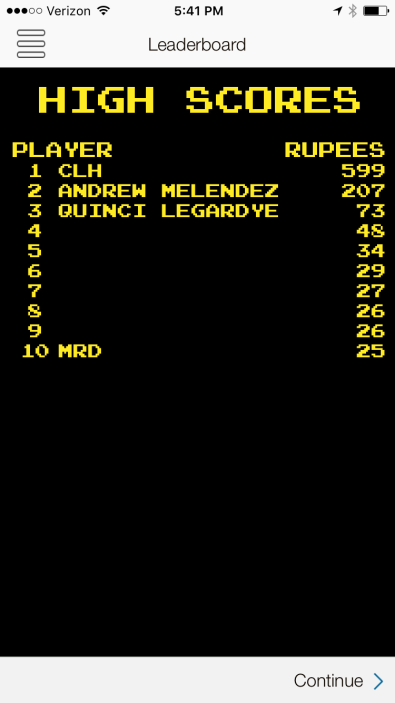 Verizon 5:41 PM
Leaderboard
HIGH SCORES
PLAYER RUPEES
1 CLH 599
2 ANDREW MELENDEZ 207
3 QUINCI LEGARDYE 73
4 48
5 34
6 29
7 27
8 26
9 26
10 MRD 25
Continue